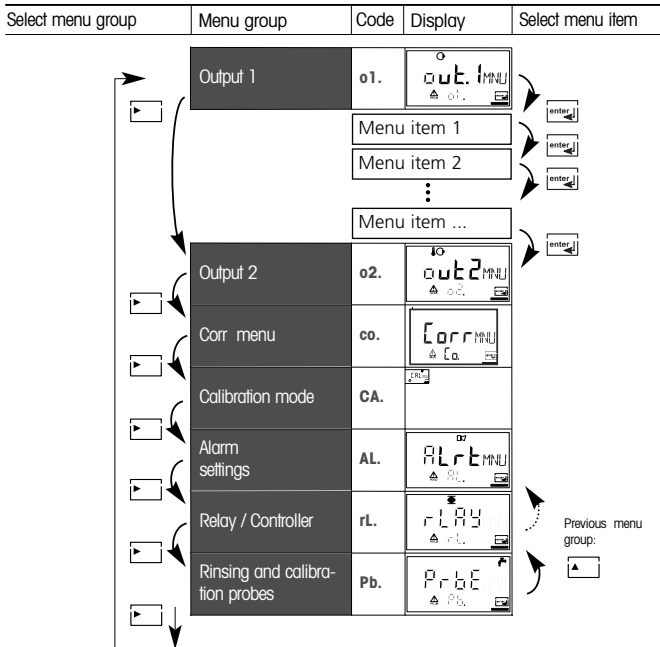 Select menu group Menu group Code Display Select menu item
Output 1 o1. out.1 MNU
o1.
enter
Menu item 1
enter
Menu item 2
enter
Menu item ...
enter
Output 2 o2. out2 MNU
o2.
Corr menu co. Corr MNU
Co.
Calibration mode CA. CAL
Alarm
settings AL. ALrt MNU
AL.
Relay / Controller rL. rLAY
rL.
Previous menu
group:
Rinsing and calibra-
tion probes Pb. PrbE
Pb.